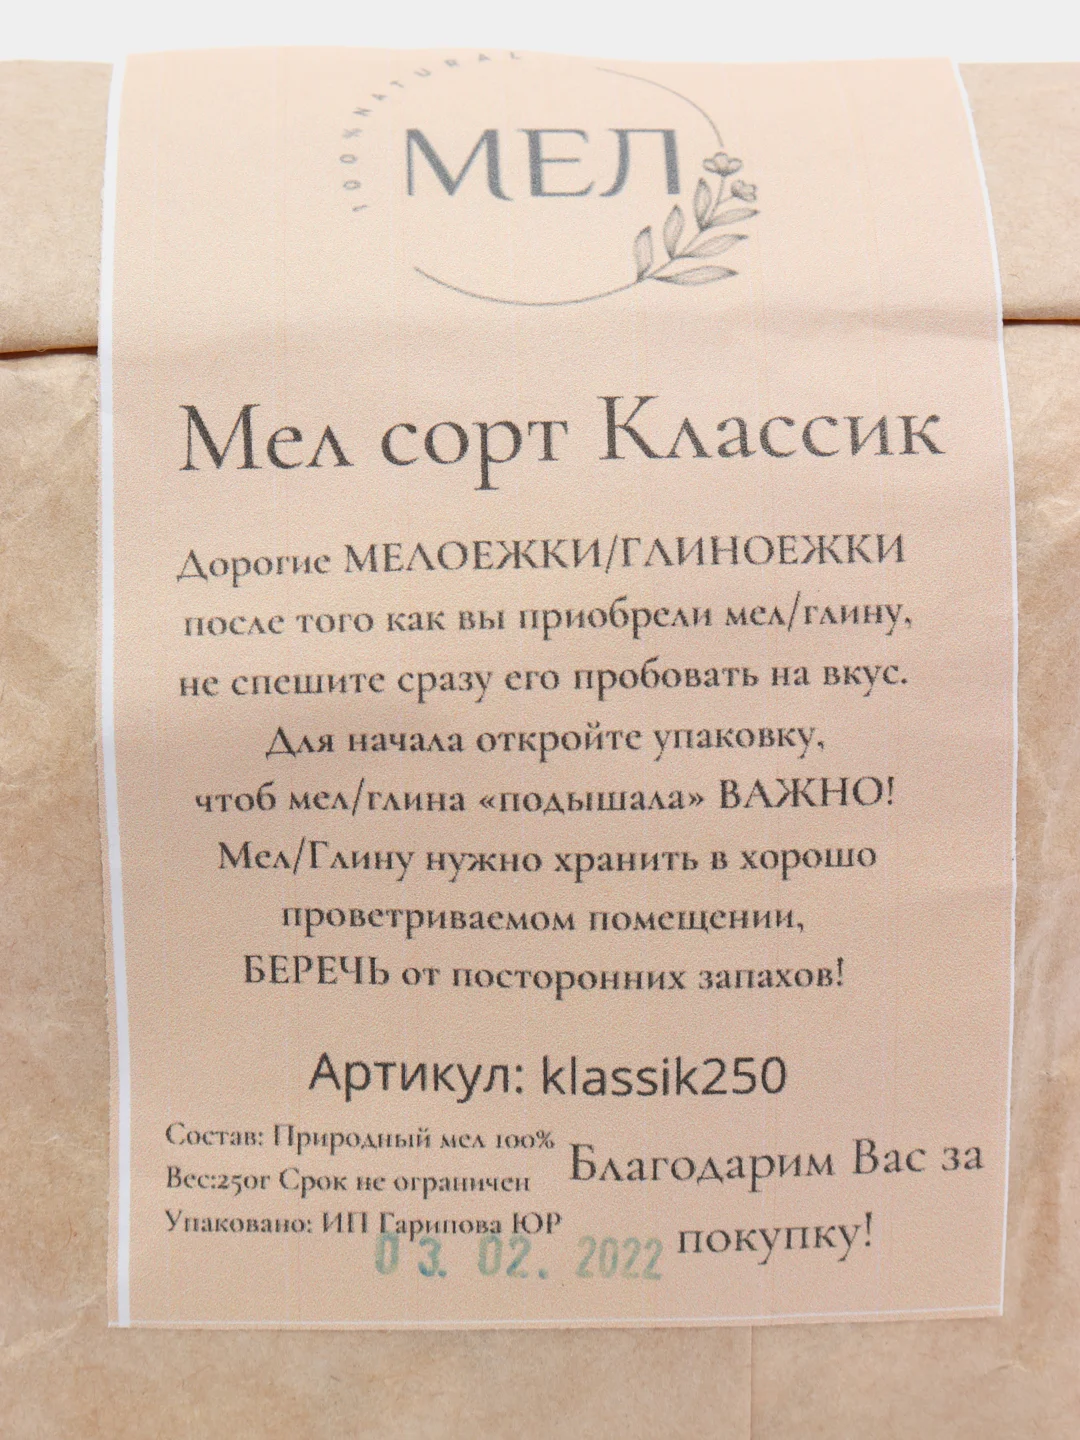 100% NATURAL
МЕЛ
Мел сорт Классик
Дорогие МЕЛОЕЖКИ/ГЛИНОЕЖКИ
после того как вы приобрели мел/глину,
не спешите сразу его пробовать на вкус.
Для начала откройте упаковку,
чтоб мел/глина «подышала» ВАЖНО!
Мел/Глину нужно хранить в хорошо
проветриваемом помещении,
БЕРЕЧЬ от посторонних запахов!
Артикул: klassik250
Состав: Природный мел 100%
Вес:250г Срок не ограничен
Упаковано: ИП Гарипова ЮР
03. 02. 2022
Благодарим Вас за
покупку!